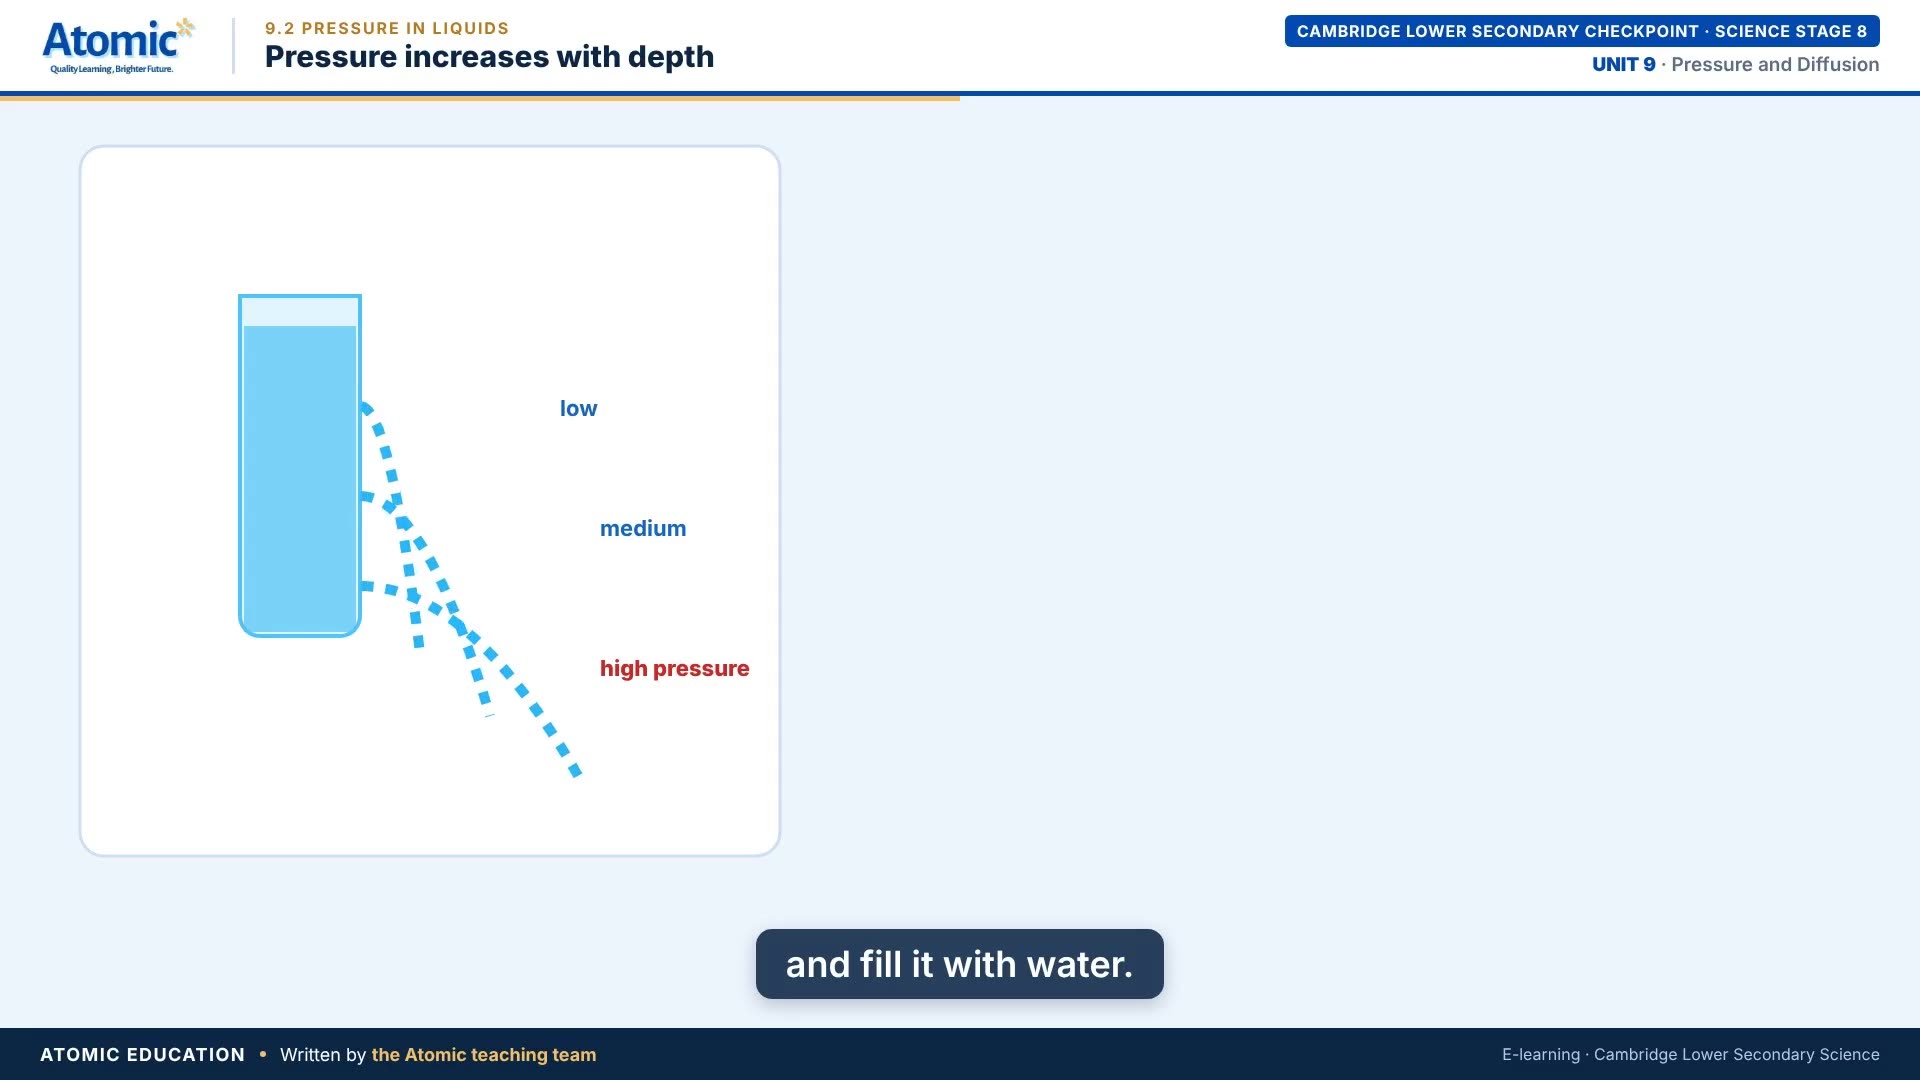 Atomic
Quality Learning, Brighter Future.
9.2 PRESSURE IN LIQUIDS
Pressure increases with depth
CAMBRIDGE LOWER SECONDARY CHECKPOINT · SCIENCE STAGE 8
UNIT 9 · Pressure and Diffusion
low
medium
high pressure
and fill it with water.
ATOMIC EDUCATION • Written by the Atomic teaching team
E-learning · Cambridge Lower Secondary Science